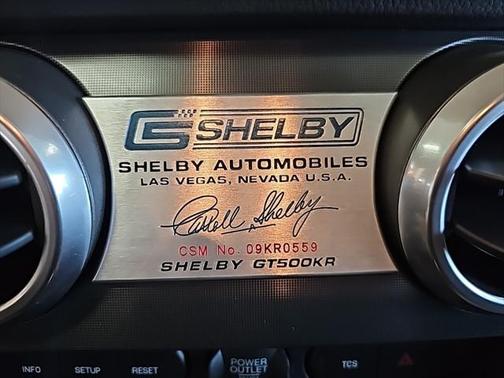 CS SHELBY
SHELBY AUTOMOBILES
LAS VEGAS, NEVADA U.S.A.
Carroll Shelby
CSM No. 09KR0559
SHELBY GT500KR
INFO SETUP RESET POWER OUTLET TCS